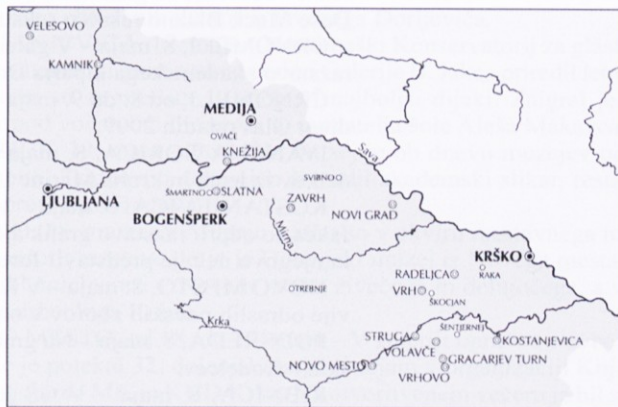 VELESOVO
KAMNIK
MEDIJA
OVAČE
KNEŽIJA
Sava
SVIBNO
ŠMARTNO
SLATNA
ZAVRH
LJUBLJANA
BOGENŠPERK
NOVI GRAD
Mirna
KRŠKO
RADELJCA
RAKA
TREBNJE
VRH
ŠKOCJAN
Krka
STRUGA
ŠENTJERNEJ
KOSTANJEVICA
VOLAVČE
NOVO MESTO
GRACARJEV TURN
VRHOVO